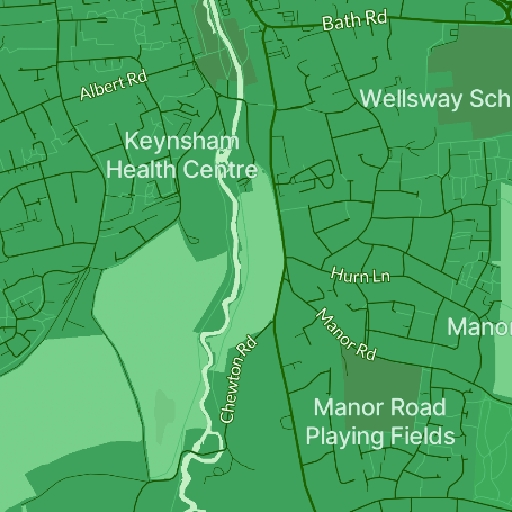 Bath Rd
Albert Rd
Wellsway Sch
Keynsham
Health Centre
Hurn Ln
Manor Rd
Manor
Chewton Rd
Manor Road
Playing Fields